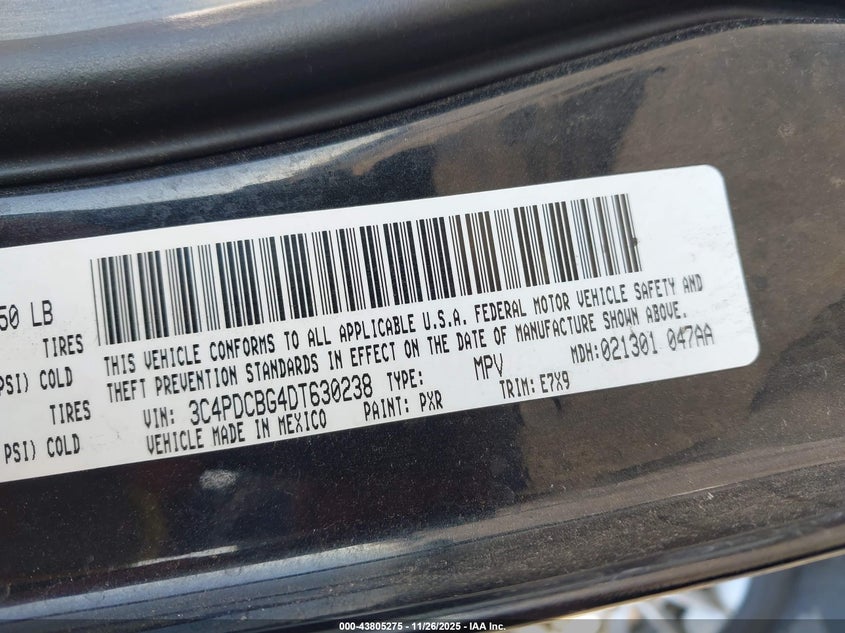 50 LB
TIRES
PSI) COLD
TIRES
PSI) COLD
THIS VEHICLE CONFORMS TO ALL APPLICABLE U.S.A. FEDERAL MOTOR VEHICLE SAFETY AND
THEFT PREVENTION STANDARDS IN EFFECT ON THE DATE OF MANUFACTURE SHOWN ABOVE.
VIN: 3C4PDCBG4DT630238 TYPE: MPV MDH: 021301 047AA
VEHICLE MADE IN MEXICO PAINT: PXR TRIM: E7X9
000-43805275 — 11/26/2025 — IAA Inc.